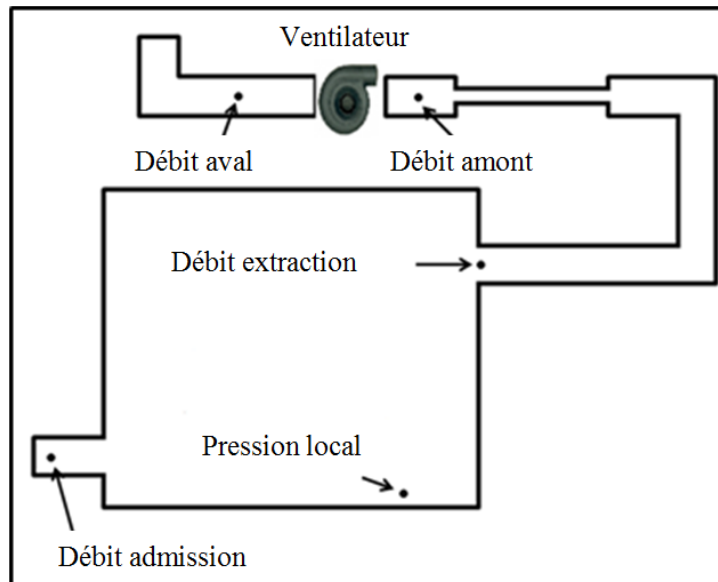 Ventilateur
Débit aval
Débit amont
Débit extraction
Pression local
Débit admission